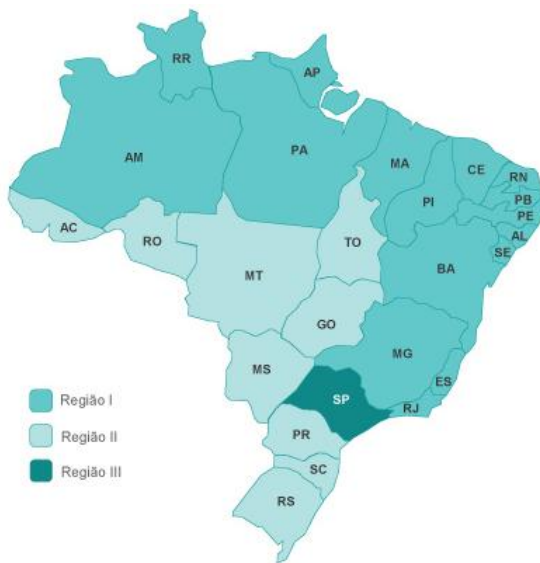 RR
AP
AM
PA
MA
CE
RN
PB
PE
AL
SE
PI
AC
RO
TO
BA
MT
GO
MG
MS
ES
SP
RJ
PR
SC
RS
Região I
Região II
Região III